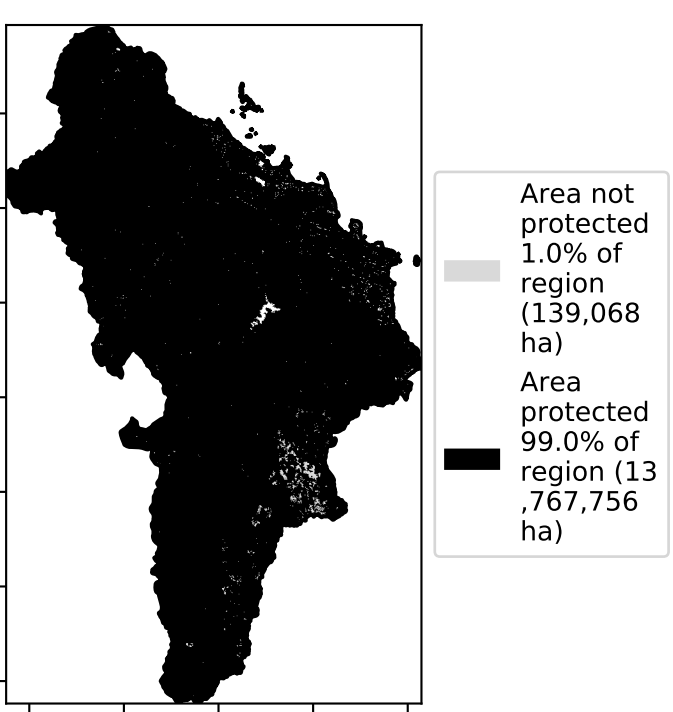 Area not
protected
1.0% of
region
(139,068
ha)
Area
protected
99.0% of
region (13
,767,756
ha)